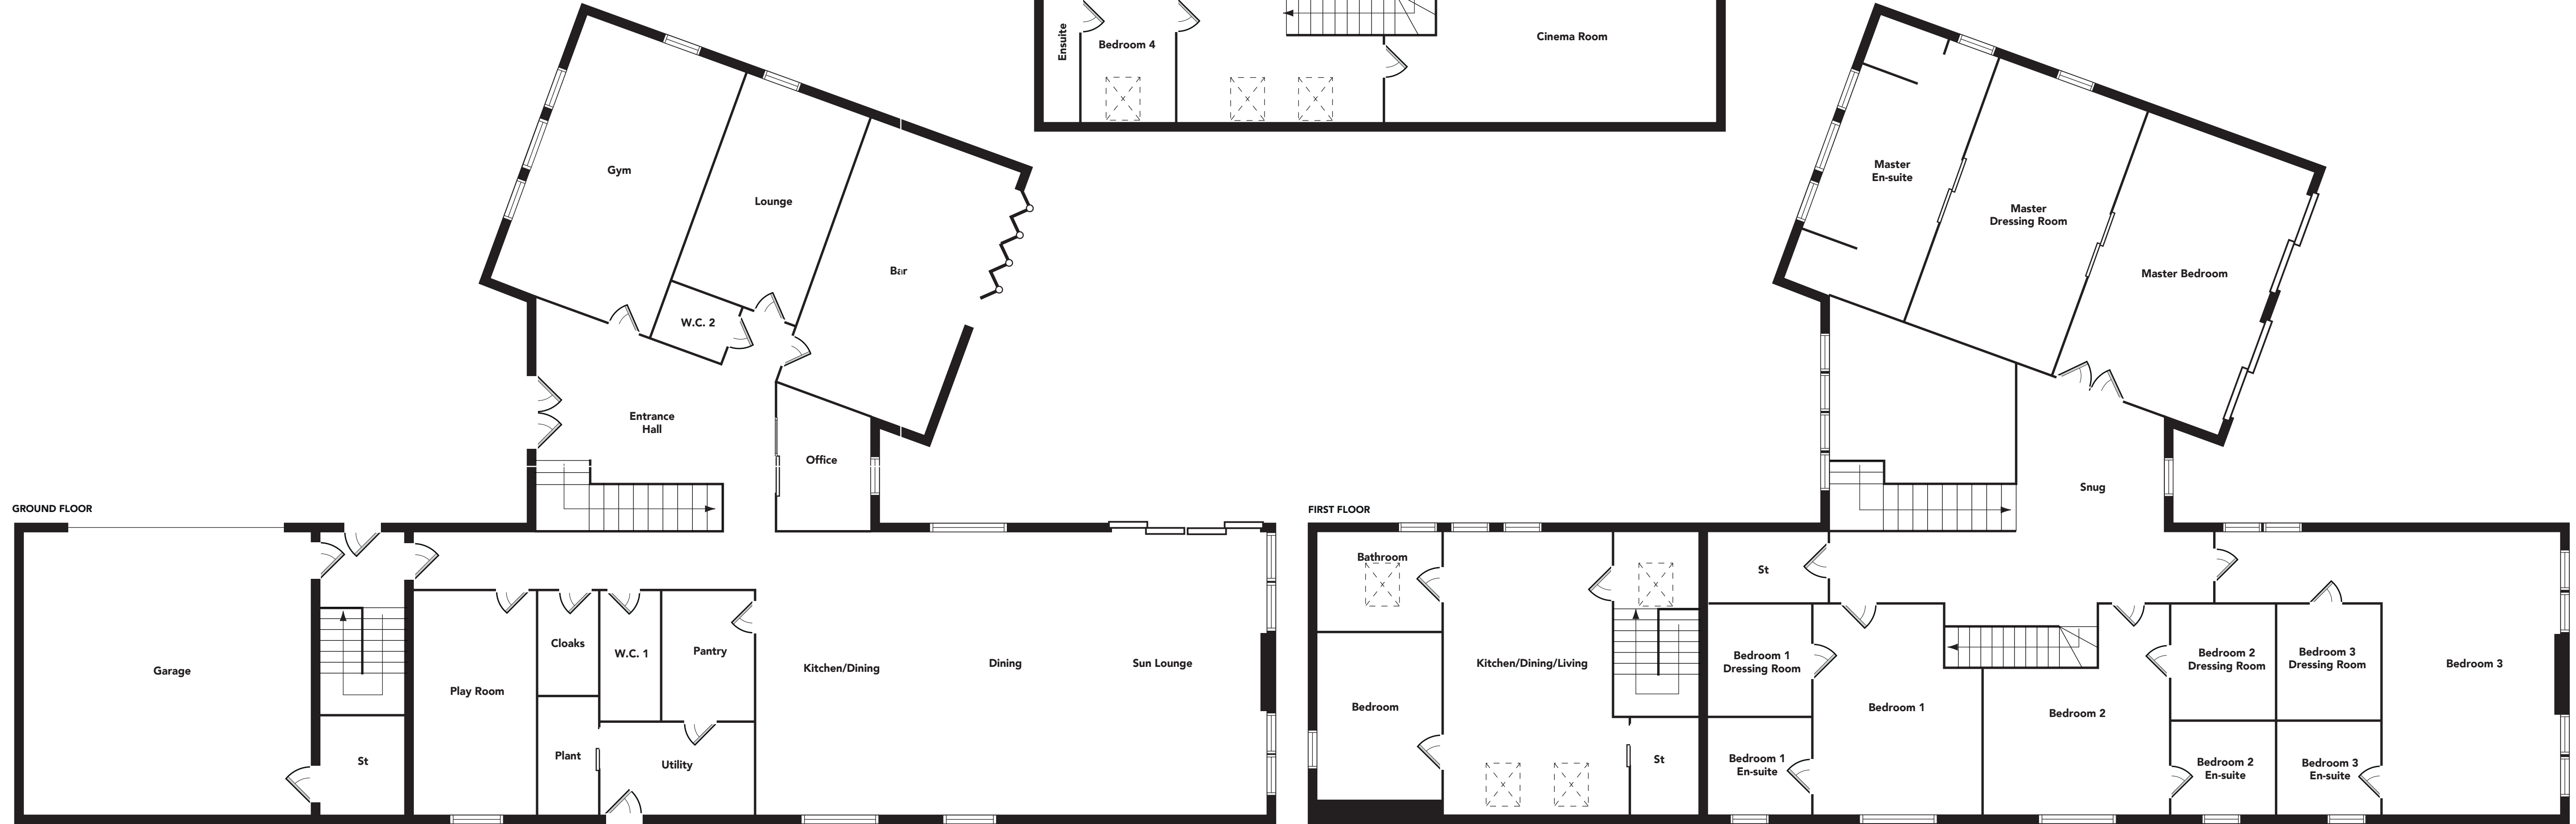 Ensuite
Bedroom 4
Cinema Room
Gym
Lounge
Bar
W.C. 2
Entrance
Hall
Office
GROUND FLOOR
Garage
St
Play Room
Cloaks
W.C. 1
Pantry
Plant
Utility
Kitchen/Dining
Dining
Sun Lounge
Master
En-suite
Master
Dressing Room
Master Bedroom
Snug
FIRST FLOOR
Bathroom
Bedroom
Kitchen/Dining/Living
St
St
Bedroom 1
Dressing Room
Bedroom 1
En-suite
Bedroom 1
Bedroom 2
Bedroom 2
Dressing Room
Bedroom 3
Dressing Room
Bedroom 2
En-suite
Bedroom 3
En-suite
Bedroom 3